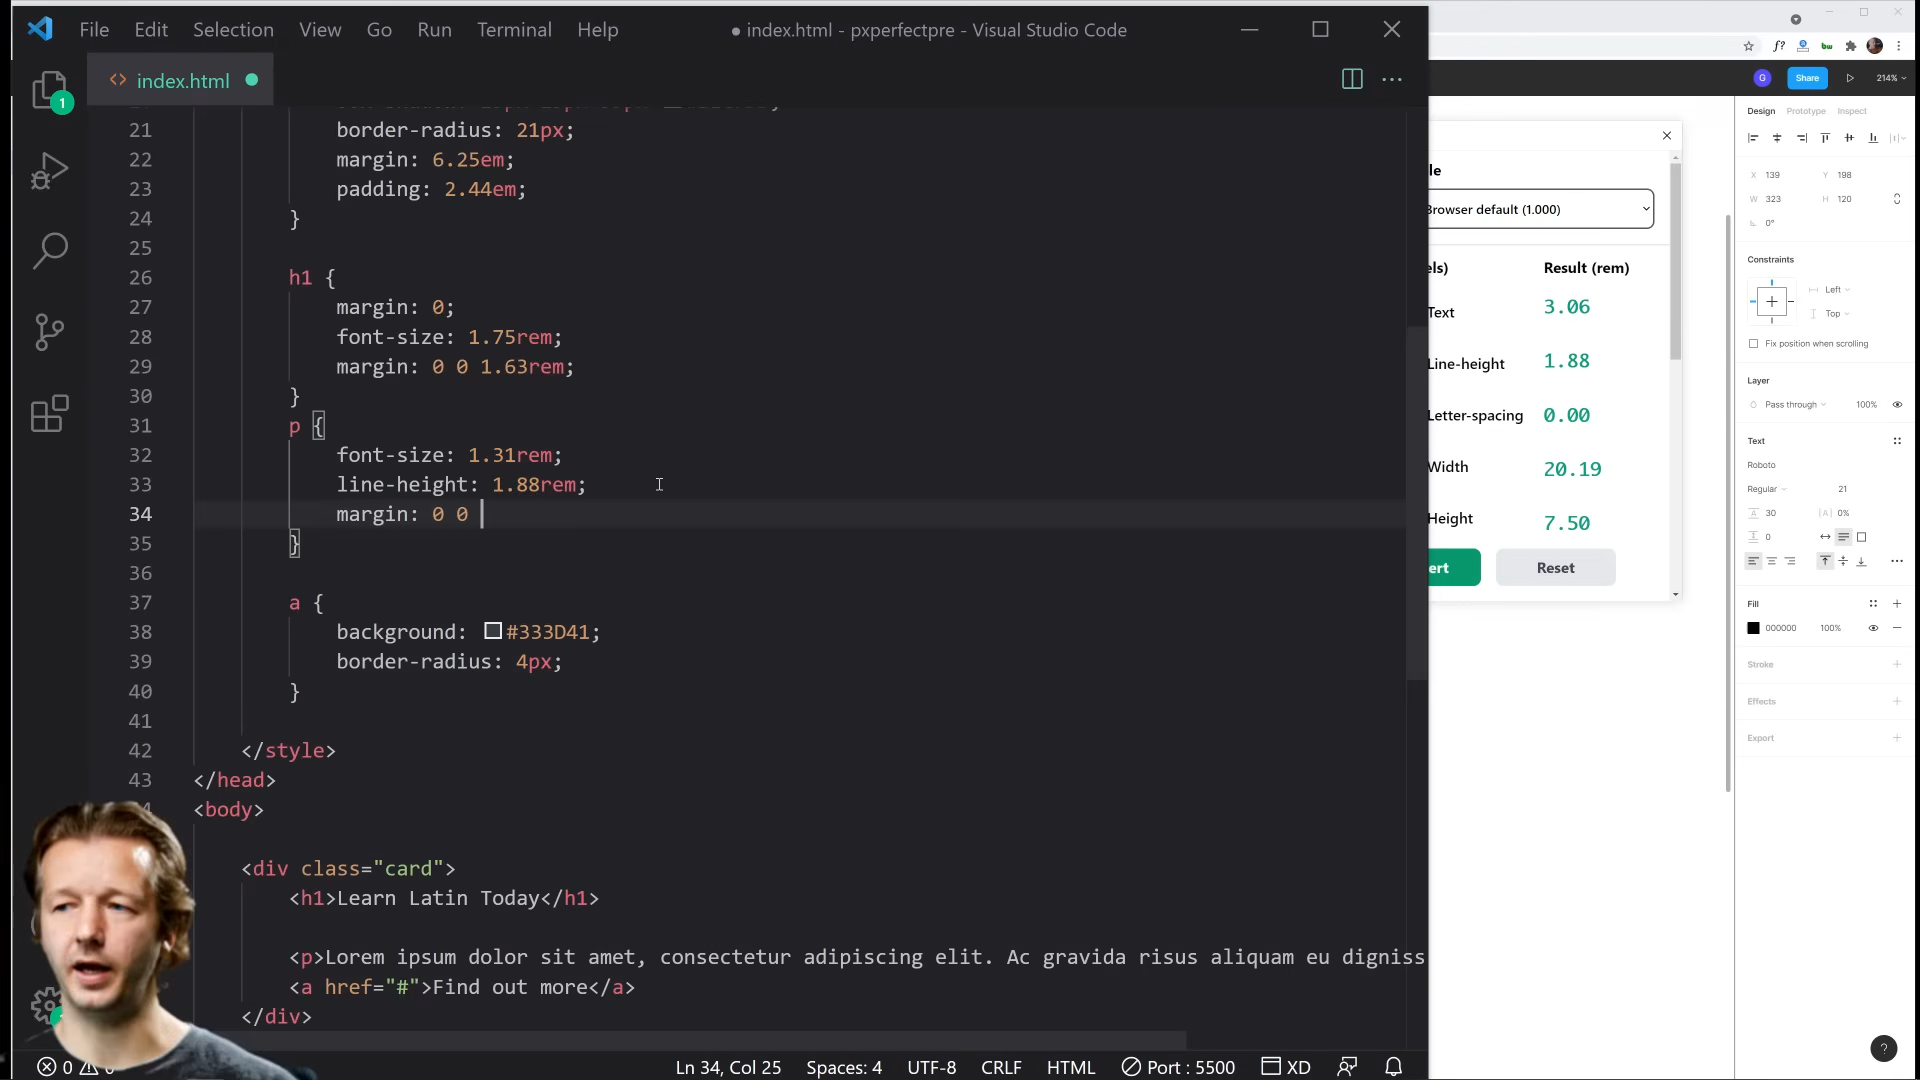 File Edit Selection View Go Run Terminal Help
● index.html - pxperfectpre - Visual Studio Code
index.html
1
21 border-radius: 21px;
22 margin: 6.25em;
23 padding: 2.44em;
24 }
25
26 h1 {
27 margin: 0;
28 font-size: 1.75rem;
29 margin: 0 0 1.63rem;
30 }
31 p {
32 font-size: 1.31rem;
33 line-height: 1.88rem;
34 margin: 0 0
35 }
36
37 a {
38 background: #333D41;
39 border-radius: 4px;
40 }
41
42 </style>
43 </head>
<body>
<div class="card">
<h1>Learn Latin Today</h1>
<p>Lorem ipsum dolor sit amet, consectetur adipiscing elit. Ac gravida risus aliquam eu digniss
<a href="#">Find out more</a>
</div>
0
Ln 34, Col 25 Spaces: 4 UTF-8 CRLF HTML Port : 5500 XD
f?
bw
G Share 214%
le
Browser default (1.000)
els) Result (rem)
Text 3.06
Line-height 1.88
Letter-spacing 0.00
Width 20.19
Height 7.50
ert Reset
Design Prototype Inspect
X 139 Y 198
W 323 H 120
0°
Constraints
Left
Top
Fix position when scrolling
Layer
Pass through 100%
Text
Roboto
Regular 21
30 |A| 0%
0
Fill
000000 100%
Stroke
Effects
Export
?